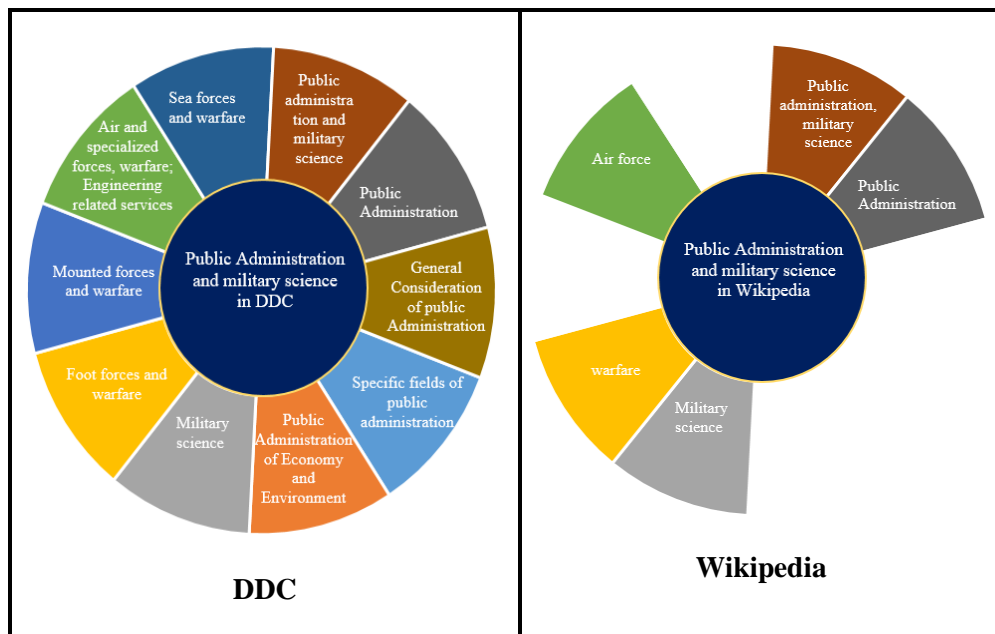 Sea forces
and warfare
Public
administra
tion and
military
science
Public
Administration
General
Consideration
of public
Administration
Specific fields of
public
administration
Public
Administration
of Economy
and
Environment
Military
science
Foot forces and
warfare
Mounted forces
and warfare
Air and
specialized
forces, warfare;
Engineering
related services
Public Administration
and military science
in DDC
DDC
Air force
Public
administration,
military
science
Public
Administration
Military
science
warfare
Public Administration
and military science
in Wikipedia
Wikipedia